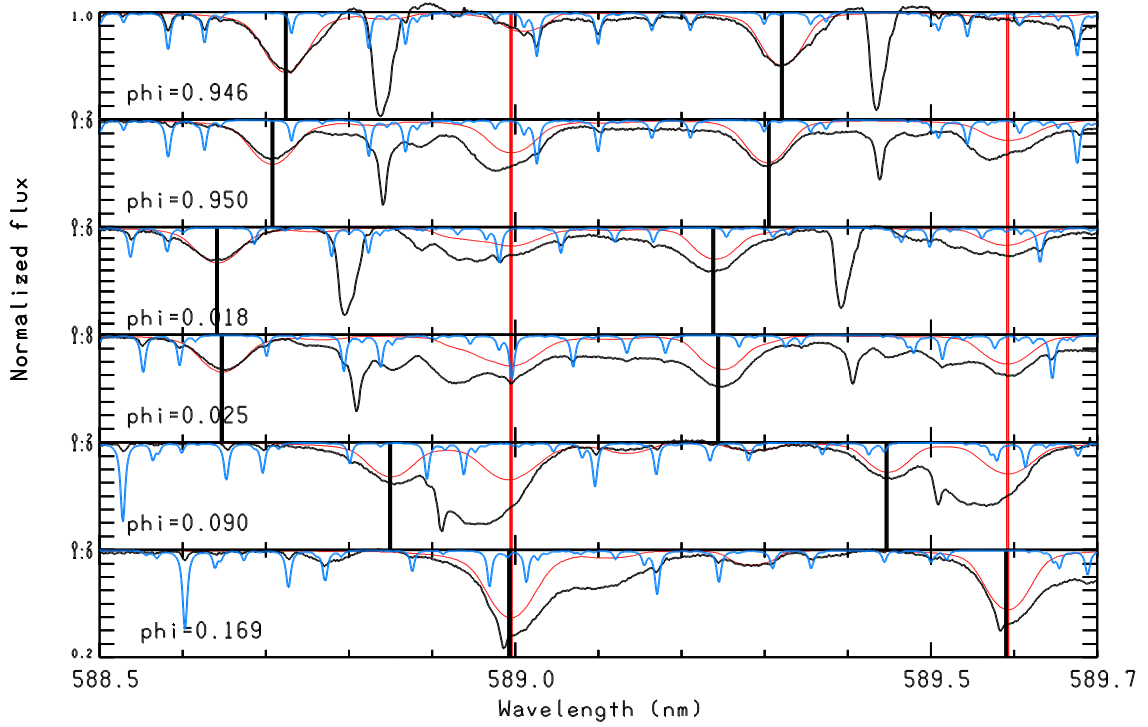 1.0
phi=0.946
phi=0.950
0.2
phi=0.018
phi=0.025
phi=0.090
phi=0.169
0.2
588.5 589.0 589.5 589.7
Wavelength (nm)
Normalized flux